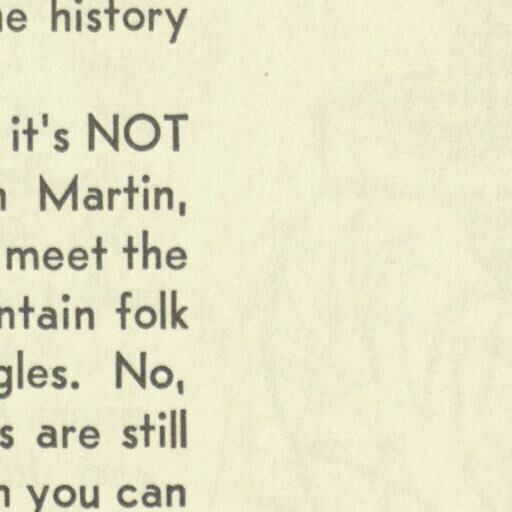 e history
it's NOT
n Martin,
meet the
ntain folk
gles. No,
s are still
n you can